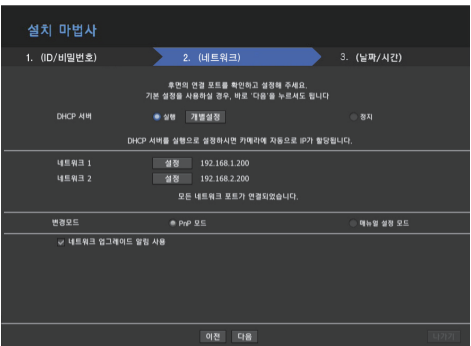 설치 마법사
1. (ID/비밀번호) 2. (네트워크) 3. (날짜/시간)
후면의 연결 포트를 확인하고 설정해 주세요.
기본 설정을 사용하실 경우, 바로 '다음'을 누르셔도 됩니다
DHCP 서버 실행 개별설정 정지
DHCP 서버를 실행으로 설정하시면 카메라에 자동으로 IP가 할당됩니다.
네트워크 1 설정 192.168.1.200
네트워크 2 설정 192.168.2.200
모든 네트워크 포트가 연결되었습니다.
변경모드 PnP 모드 매뉴얼 설정 모드
네트워크 업그레이드 알림 사용
이전 다음 나가기